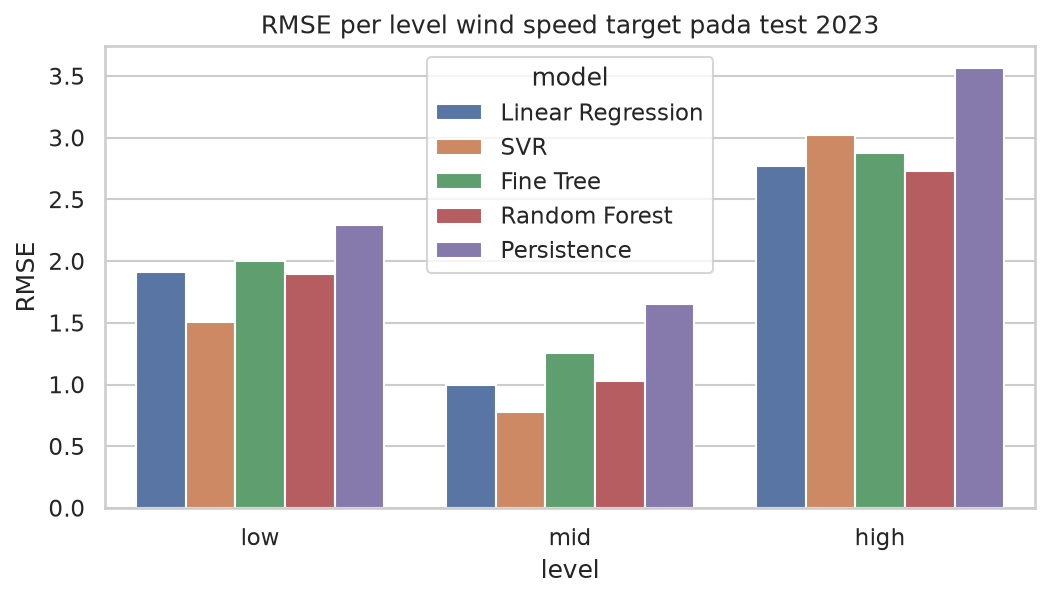 RMSE per level wind speed target pada test 2023
model
Linear Regression
SVR
Fine Tree
Random Forest
Persistence
RMSE
3.5
3.0
2.5
2.0
1.5
1.0
0.5
0.0
low mid high
level